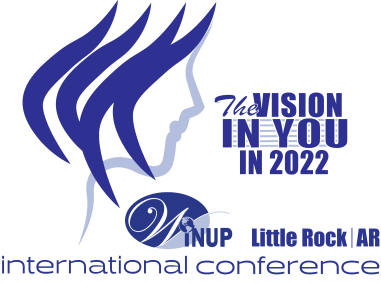 The VISION
IN YOU
IN 2022
WiNUP
Little Rock|AR
international conference